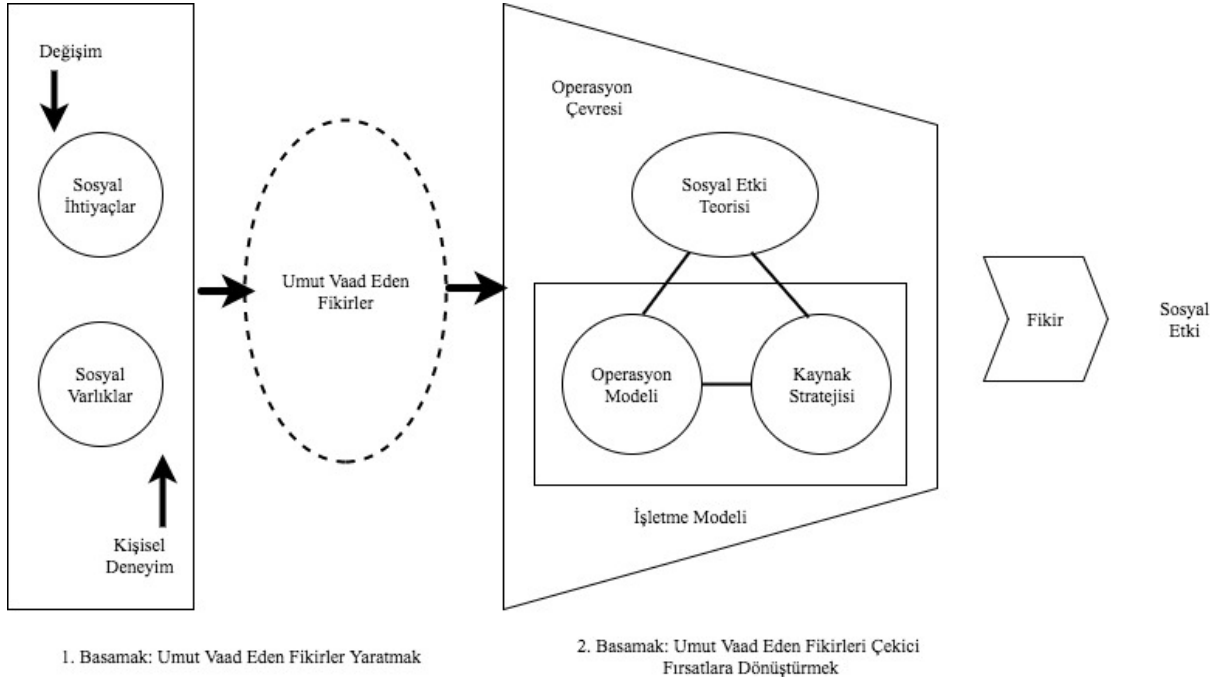 Değişim
Sosyal
İhtiyaçlar
Sosyal
Varlıklar
Kişisel
Deneyim
Umut Vaad Eden
Fikirler
Operasyon
Çevresi
Sosyal Etki
Teorisi
Operasyon
Modeli
Kaynak
Stratejisi
İşletme Modeli
Fikir
Sosyal
Etki
1. Basamak: Umut Vaad Eden Fikirler Yaratmak
2. Basamak: Umut Vaad Eden Fikirleri Çekici
Fırsatlara Dönüştürmek